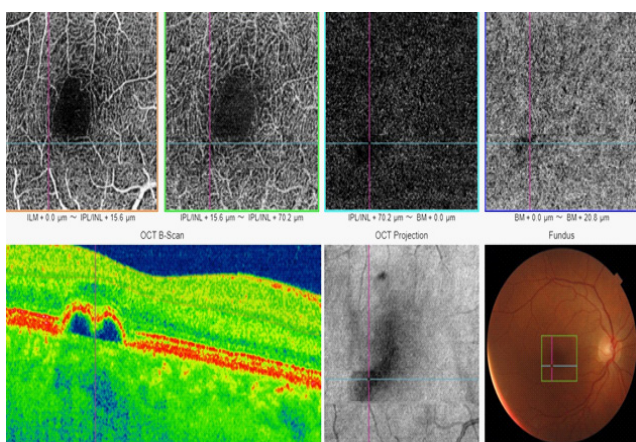 ILM + 0.0 µm ～ IPL/INL + 15.6 µm
IPL/INL + 15.6 µm ～ IPL/INL + 70.2 µm
IPL/INL + 70.2 µm ～ BM + 0.0 µm
BM + 0.0 µm ～ BM + 20.8 µm
OCT B-Scan
OCT Projection
Fundus